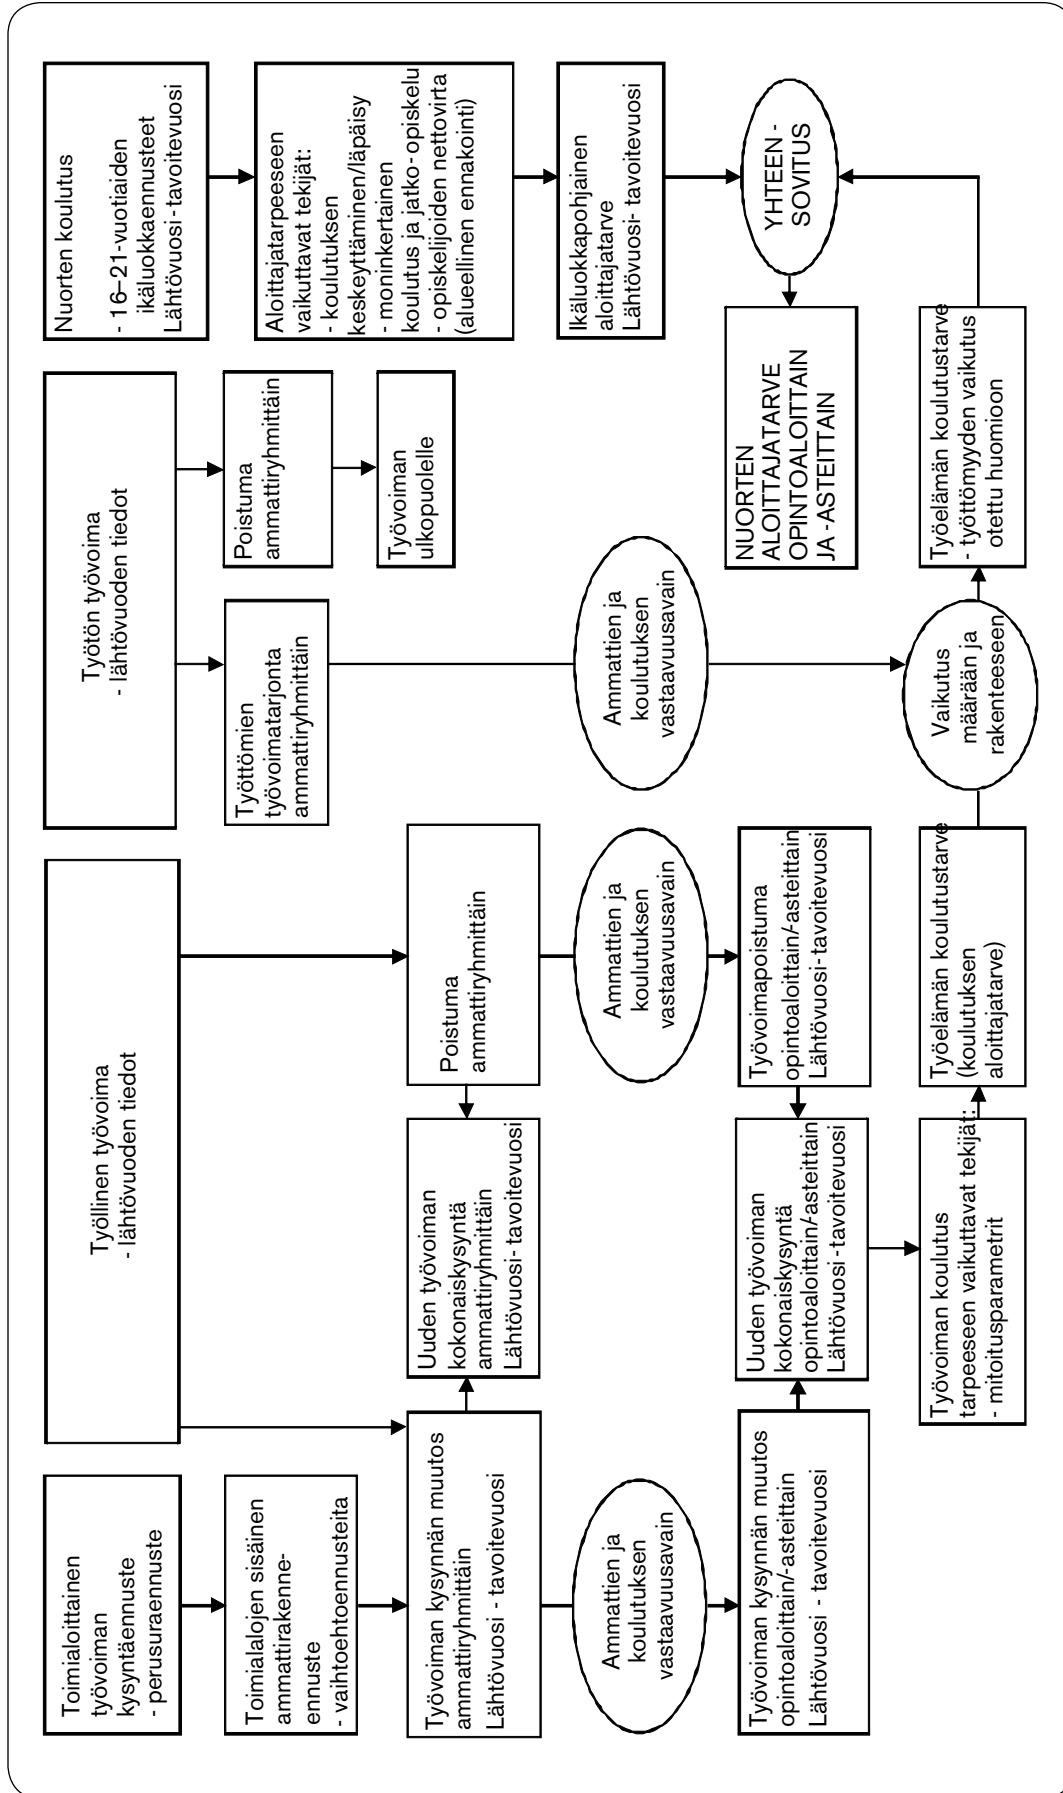 Toimialoittainen
työvoiman
kysyntäennuste
- perusuraennuste
Toimialalojen sisäinen
ammattirakenne-
ennuste
- vaihtoehtoennusteita
Työvoiman kysynnän muutos
ammattiryhmittäin
Lähtövuosi - tavoitevuosi
Ammattien ja
koulutuksen
vastaavuusavain
Työvoiman kysynnän muutos
opintoaloittain/-asteittain
Lähtövuosi - tavoitevuosi
Työllinen työvoima
- lähtövuoden tiedot
Uuden työvoiman
kokonaiskysyntä
ammattiryhmittäin
Lähtövuosi- tavoitevuosi
Poistuma
ammattiryhmittäin
Ammattien ja
koulutuksen
vastaavuusavain
Uuden työvoiman
kokonaiskysyntä
opintoaloittain/-asteittain
Lähtövuosi -tavoitevuosi
Työvoimapoistuma
opintoaloittain/-asteittain
Lähtövuosi-tavoitevuosi
Työvoiman koulutus
tarpeeseen vaikuttavat tekijät:
- mitoitusparametrit
Työelämän koulutustarve
(koulutuksen
aloittajatarve)
Työtön työvoima
- lähtövuoden tiedot
Työttömien
työvoimatarjonta
ammattiryhmittäin
Poistuma
ammattiryhmittäin
Työvoiman
ulkopuolelle
Ammattien ja
koulutuksen
vastaavuusavain
Vaikutus
määrään ja
rakenteeseen
Työelämän koulutustarve
- työttömyyden vaikutus
otettu huomioon
Nuorten koulutus
- 16–21-vuotiaiden
ikäluokkaennusteet
Lähtövuosi-tavoitevuosi
Aloittajatarpeeseen
vaikuttavat tekijät:
- koulutuksen
keskeyttäminen/läpäisy
- moninkertainen
koulutus ja jatko-opiskelu
- opiskelijoiden nettovirta
(alueellinen ennakointi)
Ikäluokkapohjainen
aloittajatarve
Lähtövuosi- tavoitevuosi
YHTEEN -
SOVITUS
NUORTEN
ALOITTAJATARVE
OPINTOALOITTAIN
JA -ASTEITTAIN